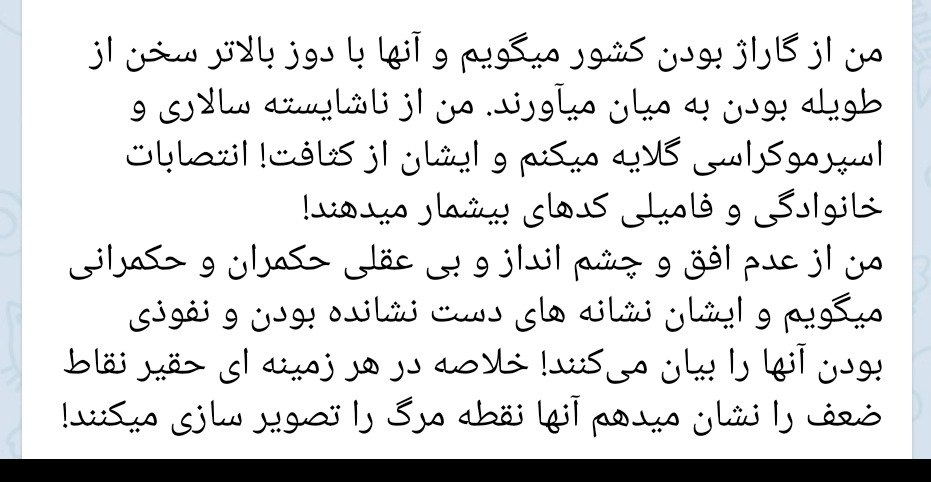 من از گاراژ بودن کشور میگویم و آنها با دوز بالاتر سخن از
طویله بودن به میان میآورند. من از ناشایسته سالاری و
اسپرموکراسی گلایه میکنم و ایشان از کثافت! انتصابات
خانوادگی و فامیلی کدهای بیشمار میدهند!
من از عدم افق و چشم انداز و بی عقلی حکمران و حکمرانی
میگویم و ایشان نشانه های دست نشانده بودن و نفوذی
بودن آنها را بیان می‌کنند! خلاصه در هر زمینه ای حقیر نقاط
ضعف را نشان میدهم آنها نقطه مرگ را تصویر سازی میکنند!